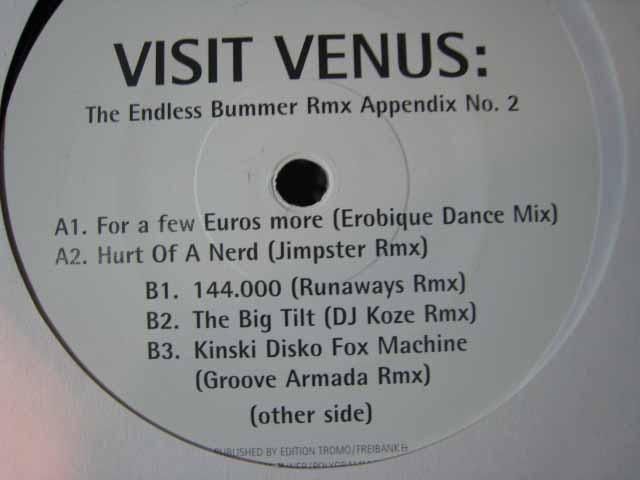 VISIT VENUS:
The Endless Bummer Rmx Appendix No. 2
A1. For a few Euros more (Erobique Dance Mix)
A2. Hurt Of A Nerd (Jimpster Rmx)
B1. 144.000 (Runaways Rmx)
B2. The Big Tilt (DJ Koze Rmx)
B3. Kinski Disko Fox Machine
(Groove Armada Rmx)
(other side)
PUBLISHED BY EDITION TROMO/FREIBANK &